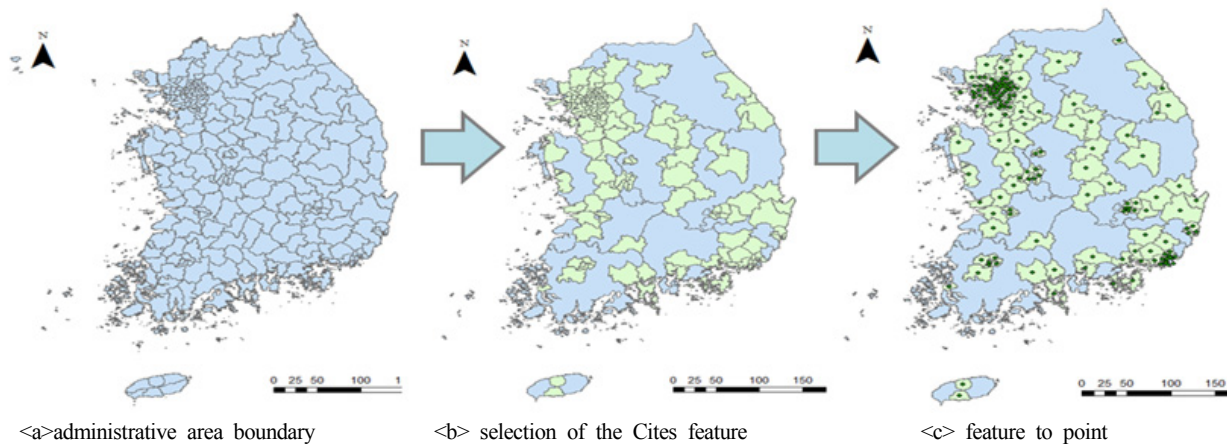 N
N
N
0 25 50 100
0 25 50 100 150
0 25 50 100 150
<a>administrative area boundary
<b> selection of the Cites feature
<c> feature to point